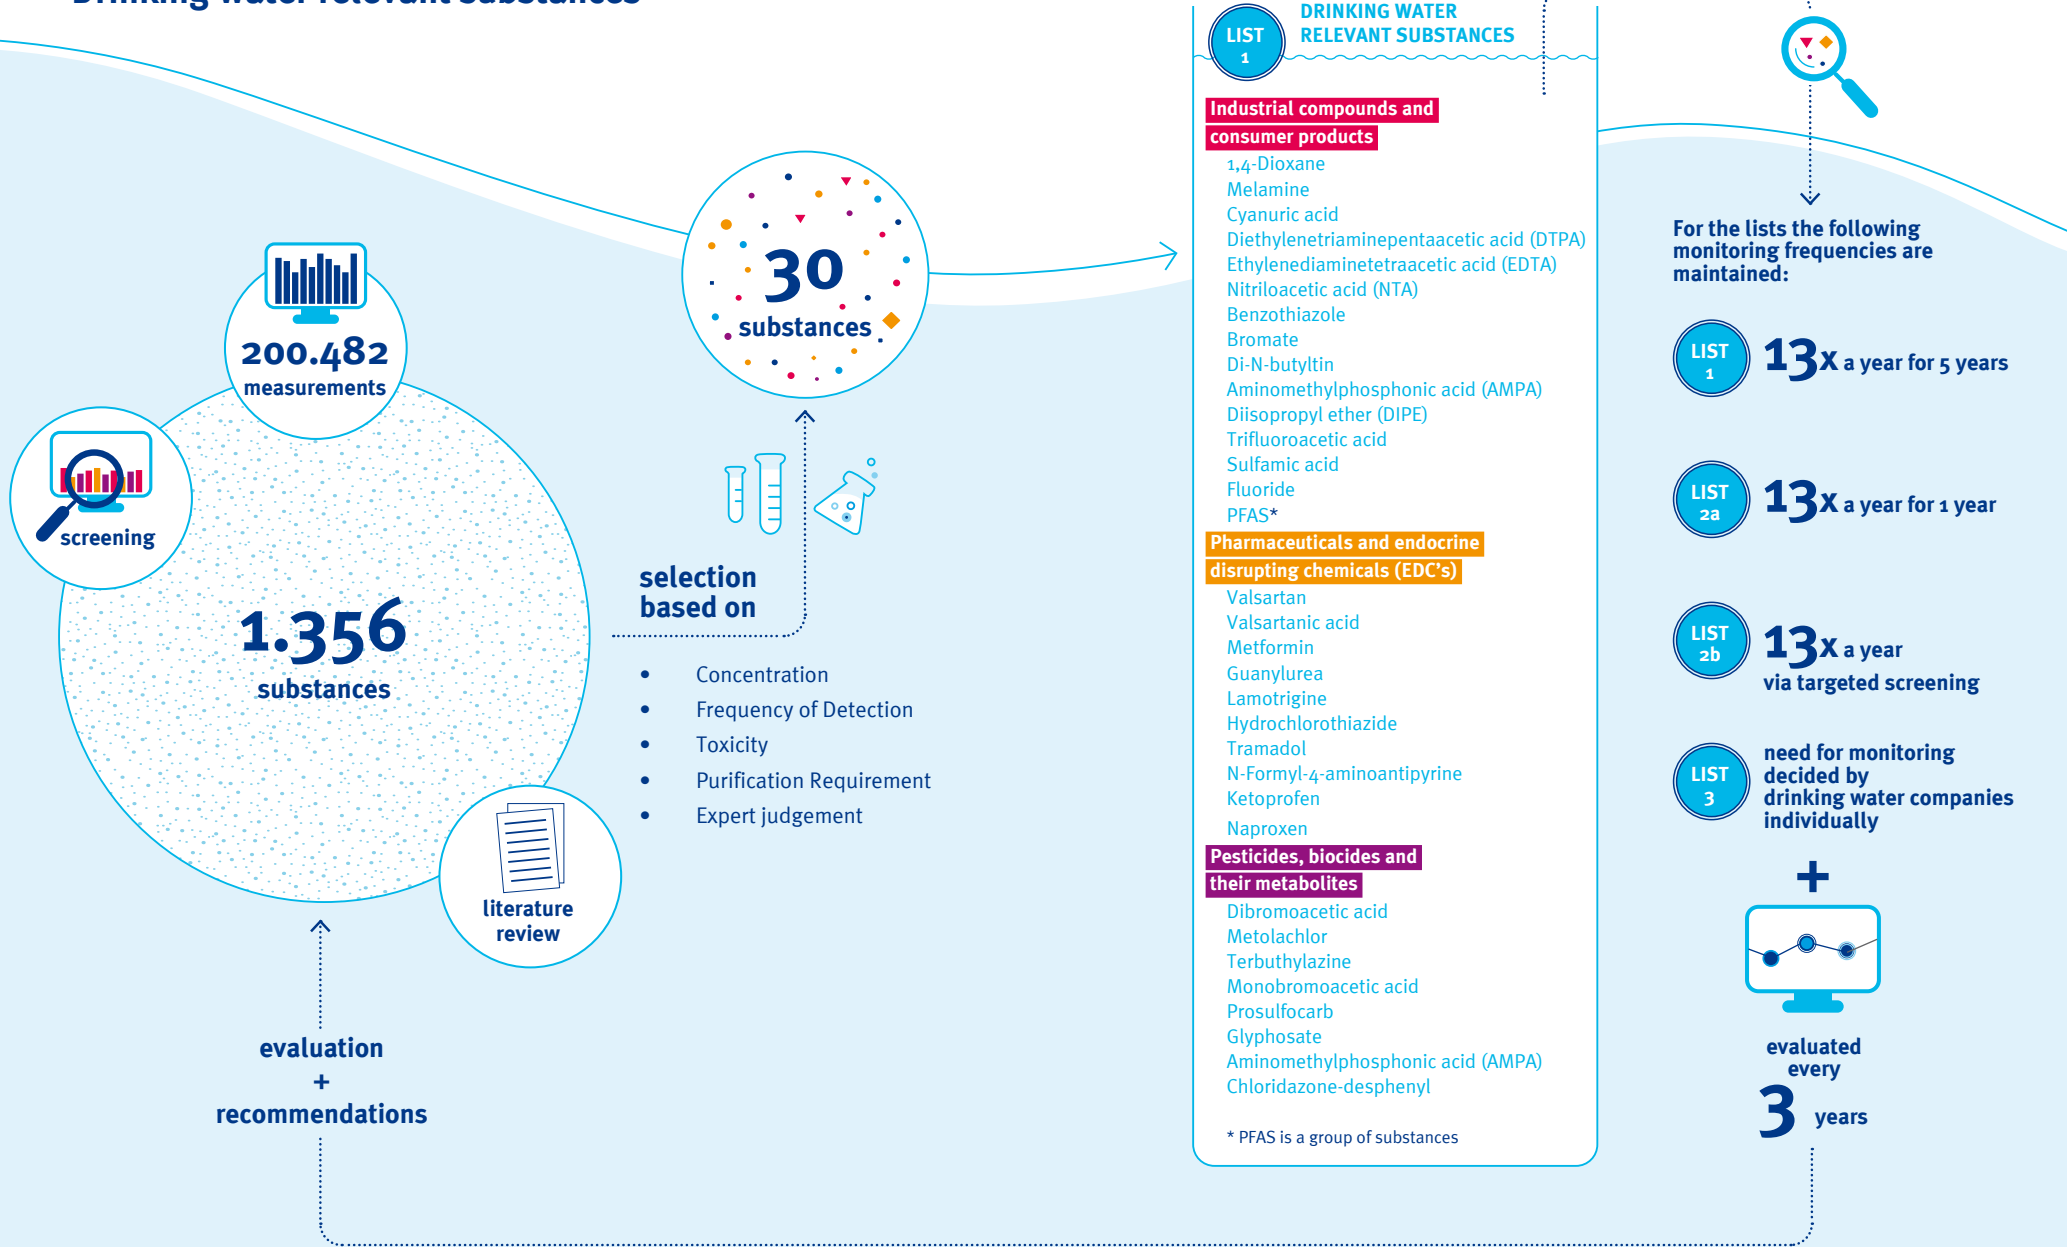 Drinking water relevant substances
200.482
measurements
screening
1.356
substances
literature
review
evaluation
+
recommendations
30
substances
selection
based on
• Concentration
• Frequency of Detection
• Toxicity
• Purification Requirement
• Expert judgement
LIST
1
DRINKING WATER
RELEVANT SUBSTANCES
Industrial compounds and
consumer products
1,4-Dioxane
Melamine
Cyanuric acid
Diethylenetriaminepentaacetic acid (DTPA)
Ethylenediaminetetraacetic acid (EDTA)
Nitriloacetic acid (NTA)
Benzothiazole
Bromate
Di-N-butyltin
Aminomethylphosphonic acid (AMPA)
Diisopropyl ether (DIPE)
Trifluoroacetic acid
Sulfamic acid
Fluoride
PFAS*
Pharmaceuticals and endocrine
disrupting chemicals (EDC's)
Valsartan
Valsartanic acid
Metformin
Guanylurea
Lamotrigine
Hydrochlorothiazide
Tramadol
N-Formyl-4-aminoantipyrine
Ketoprofen
Naproxen
Pesticides, biocides and
their metabolites
Dibromoacetic acid
Metolachlor
Terbuthylazine
Monobromoacetic acid
Prosulfocarb
Glyphosate
Aminomethylphosphonic acid (AMPA)
Chloridazone-desphenyl
* PFAS is a group of substances
For the lists the following
monitoring frequencies are
maintained:
LIST
1
13x a year for 5 years
LIST
2a
13x a year for 1 year
LIST
2b
13x a year
via targeted screening
LIST
3
need for monitoring
decided by
drinking water companies
individually
+
evaluated
every
3 years